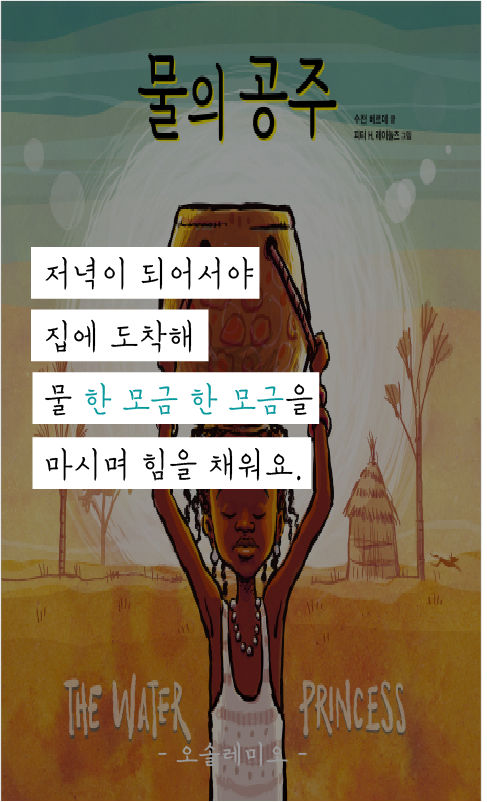 물의 공주
수전 베르데 글
피터 H. 레이놀즈 그림
저녁이 되어서야
집에 도착해
물 한 모금 한 모금을
마시며 힘을 채워요.
THE WATER PRINCESS
- 오솔레미오 -